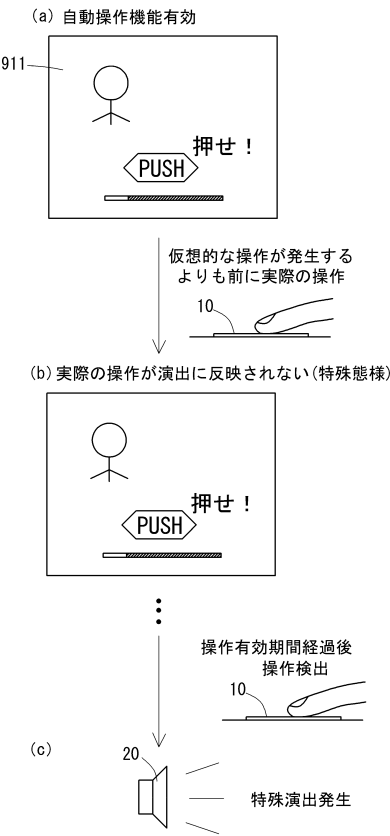 (a) 自動操作機能有効
911
押せ！
PUSH
仮想的な操作が発生する
よりも前に実際の操作
10
(b) 実際の操作が演出に反映されない(特殊態様)
押せ！
PUSH
操作有効期間経過後
操作検出
10
(c)
20
特殊演出発生